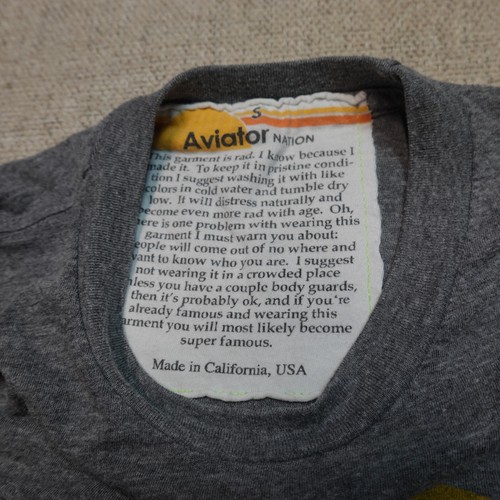 S
Aviator NATION
This garment is rad. I know because I
made it. To keep it in pristine condi-
tion I suggest washing it with like
colors in cold water and tumble dry
low. It will distress naturally and
become even more rad with age. Oh,
there is one problem with wearing this
garment I must warn you about:
people will come out of no where and
want to know who you are. I suggest
not wearing it in a crowded place
unless you have a couple body guards,
then it's probably ok, and if you're
already famous and wearing this
garment you will most likely become
super famous.
Made in California, USA